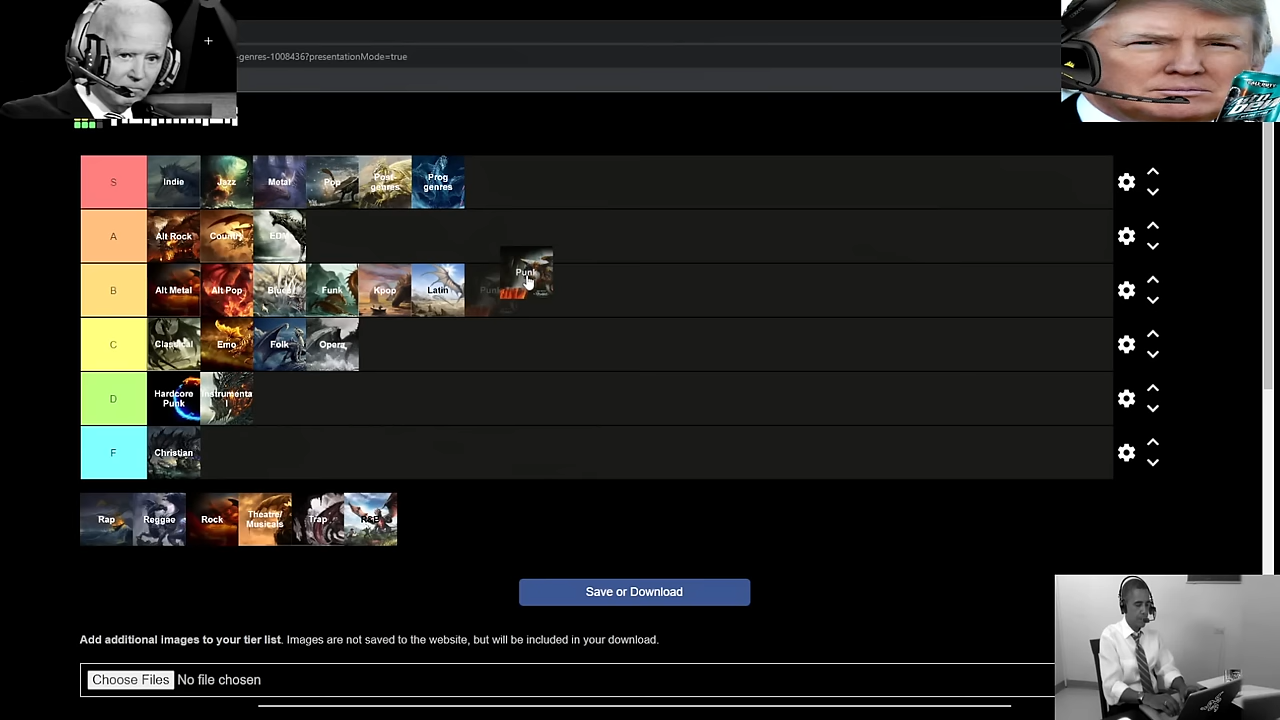 -genres-1008436?presentationMode=true
S
Indie
Jazz
Metal
Pop
Post-
genres
Prog
genres
A
Alt Rock
Country
EDM
B
Alt Metal
Alt Pop
Blues
Funk
Kpop
Latin
Punk
Punk
C
Classical
Emo
Folk
Opera
D
Hardcore
Punk
Instrumenta
l
F
Christian
Rap
Reggae
Rock
Theatre/
Musicals
Trap
R&B
Save or Download
Add additional images to your tier list. Images are not saved to the website, but will be included in your download.
Choose Files No file chosen